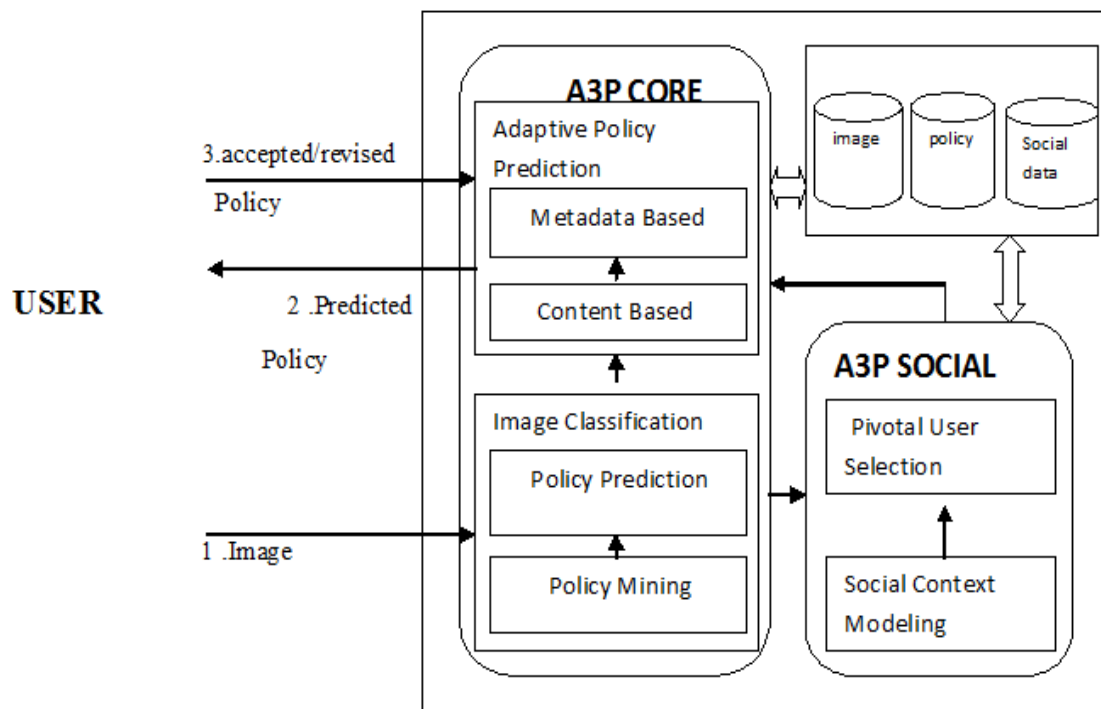 A3P CORE
Adaptive Policy
Prediction
Metadata Based
Content Based
Image Classification
Policy Prediction
Policy Mining
3.accepted/revised
Policy
2 .Predicted
Policy
USER
1 .Image
image
policy
Social
data
A3P SOCIAL
Pivotal User
Selection
Social Context
Modeling